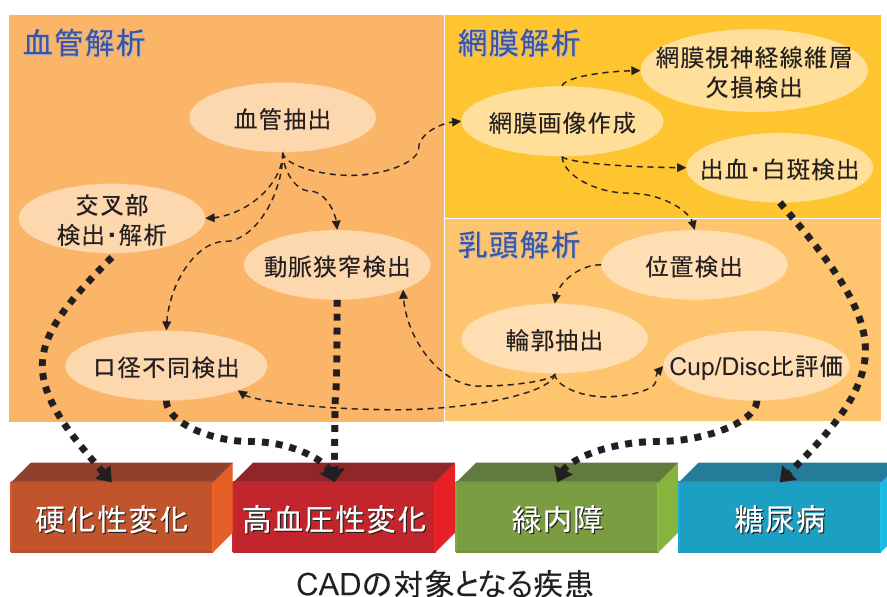 血管解析
血管抽出
交叉部
検出・解析
動脈狭窄検出
口径不同検出
網膜解析
網膜視神経線維層
欠損検出
網膜画像作成
出血・白斑検出
乳頭解析
位置検出
輪郭抽出
Cup/Disc比評価
硬化性変化
高血圧性変化
緑内障
糖尿病
CADの対象となる疾患